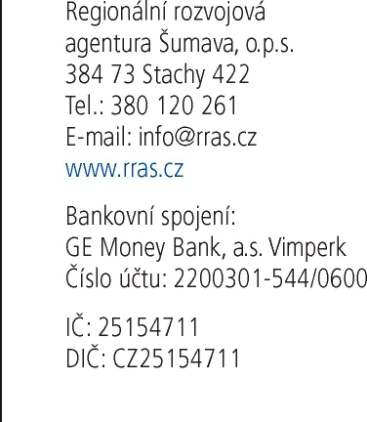 Regionální rozvojová
agentura Šumava, o.p.s.
384 73 Stachy 422
Tel.: 380 120 261
E-mail: info@rras.cz
www.rras.cz
Bankovní spojení:
GE Money Bank, a.s. Vimperk
Číslo účtu: 2200301-544/0600
IČ: 25154711
DIČ: CZ25154711